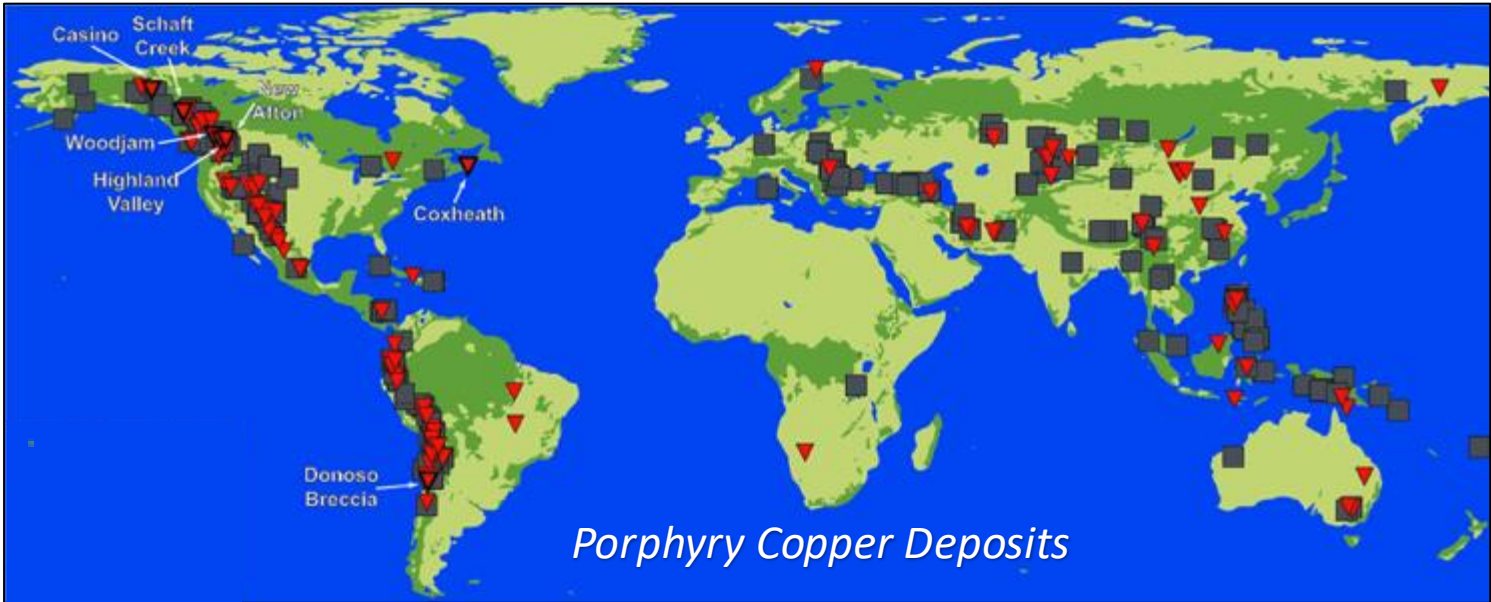 Casino
Schaft
Creek
New
Afton
Woodjam
Highland
Valley
Coxheath
Donoso
Breccia
Porphyry Copper Deposits